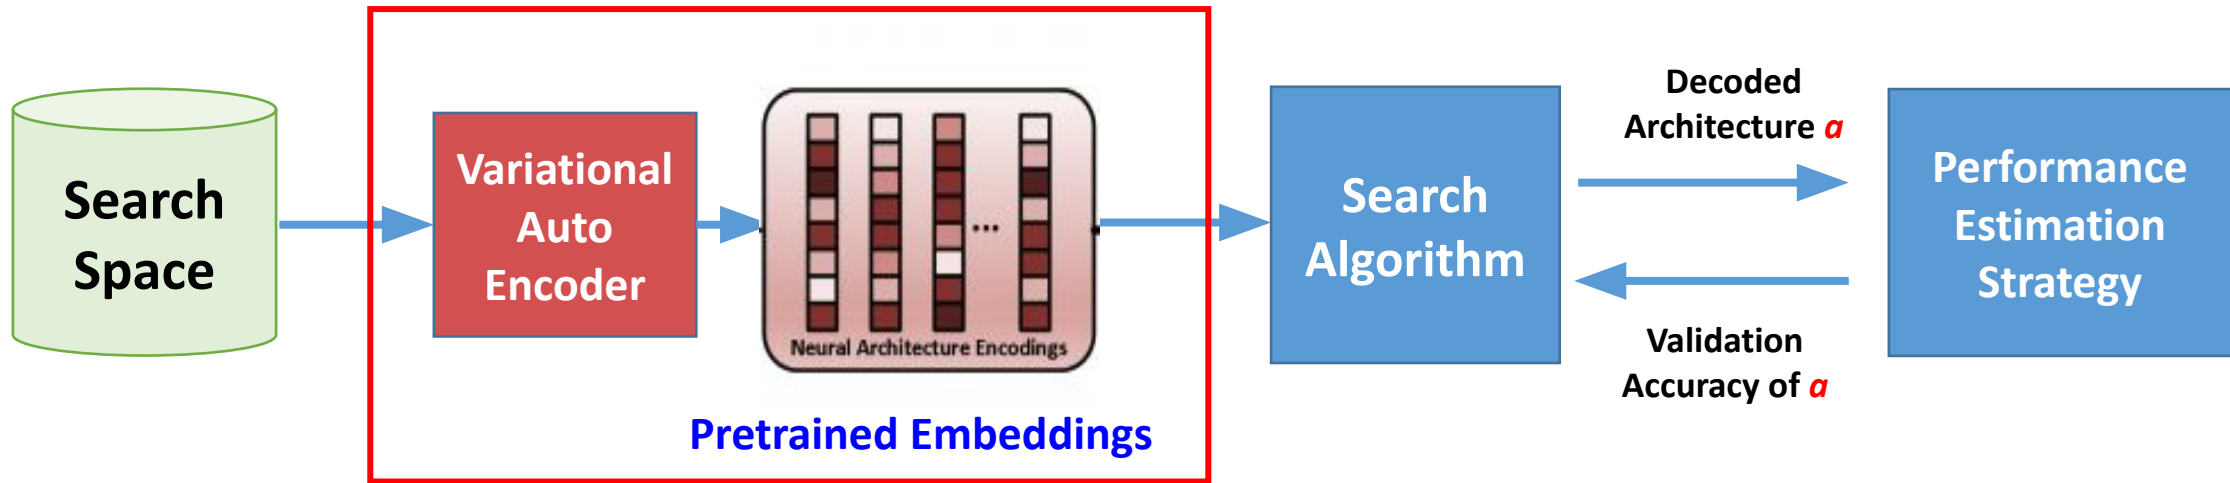 Search
Space
Variational
Auto
Encoder
...
Neural Architecture Encodings
Pretrained Embeddings
Search
Algorithm
Decoded
Architecture a
Validation
Accuracy of a
Performance
Estimation
Strategy